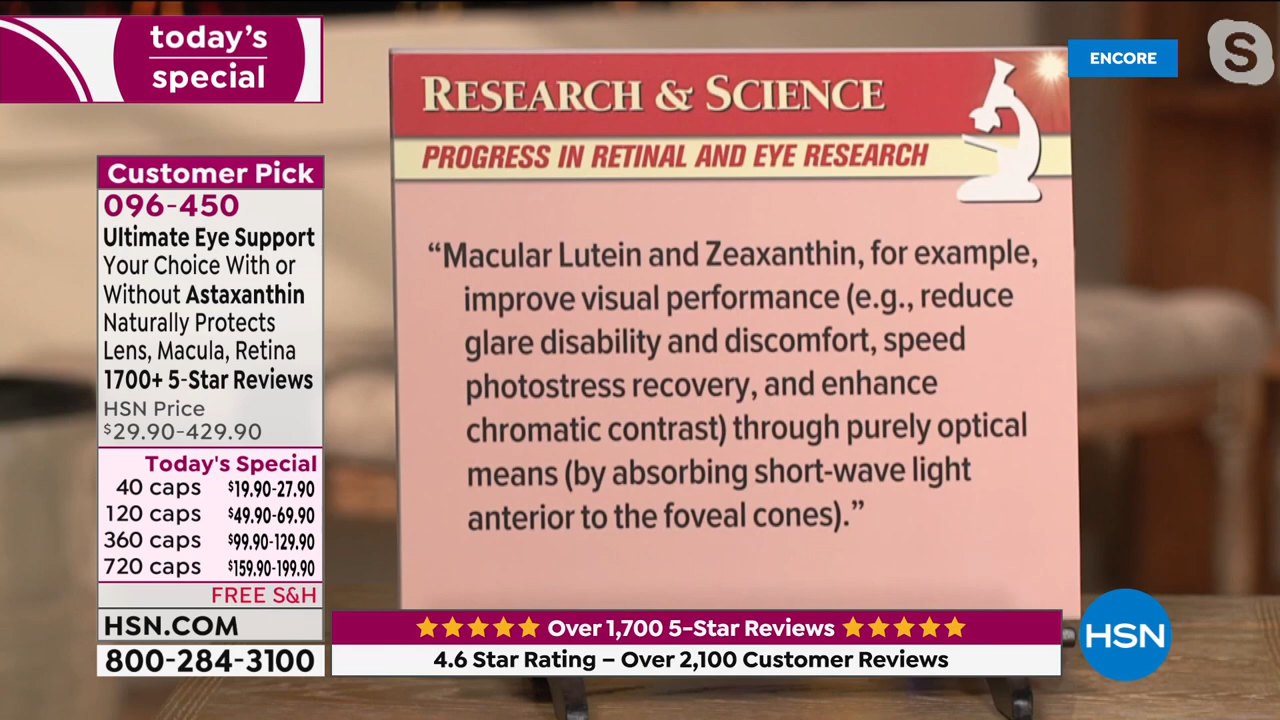 today's
special
Customer Pick
096-450
Ultimate Eye Support
Your Choice With or
Without Astaxanthin
Naturally Protects
Lens, Macula, Retina
1700+ 5-Star Reviews
HSN Price
$29.90-429.90
Today's Special
40 caps $19.90-27.90
120 caps $49.90-69.90
360 caps $99.90-129.90
720 caps $159.90-199.90
FREE S&H
HSN.COM
800-284-3100
RESEARCH & SCIENCE
PROGRESS IN RETINAL AND EYE RESEARCH
“Macular Lutein and Zeaxanthin, for example,
improve visual performance (e.g., reduce
glare disability and discomfort, speed
photostress recovery, and enhance
chromatic contrast) through purely optical
means (by absorbing short-wave light
anterior to the foveal cones).”
ENCORE
S
Over 1,700 5-Star Reviews
4.6 Star Rating – Over 2,100 Customer Reviews
HSN